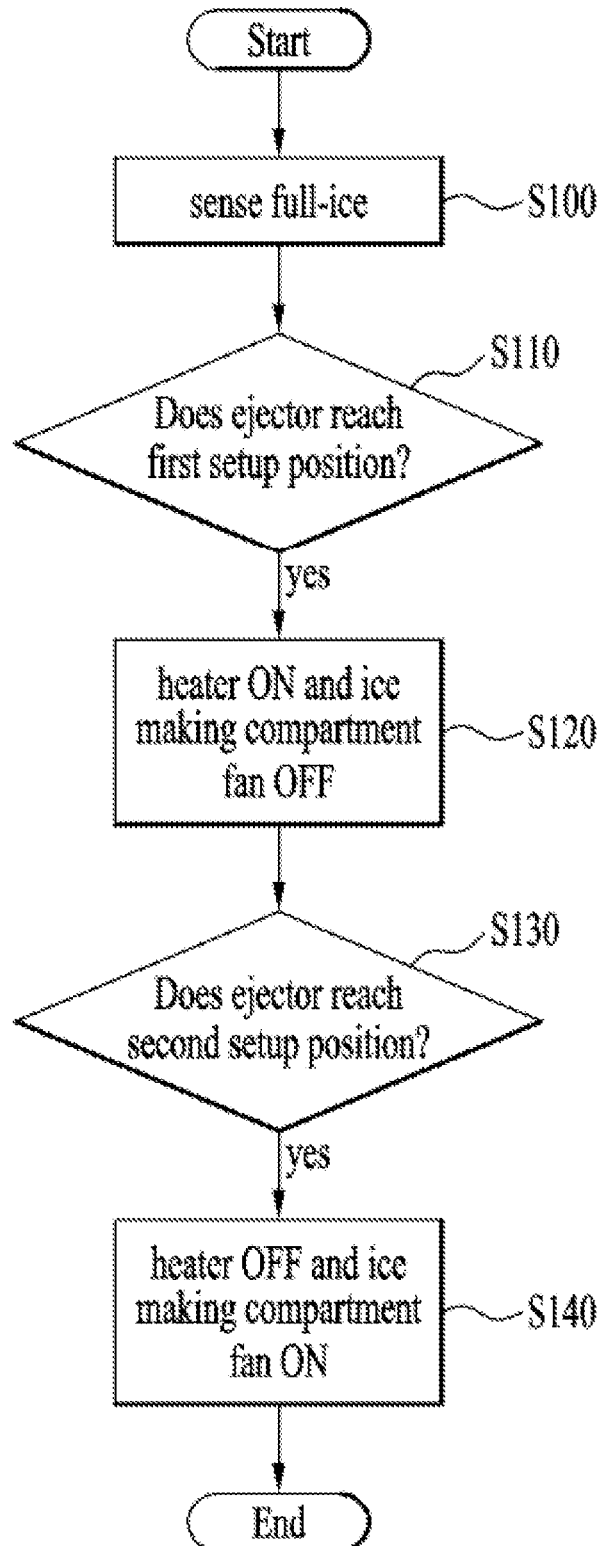 Start
sense full-ice
S100
S110
Does ejector reach
first setup position?
yes
heater ON and ice
making compartment
fan OFF
S120
S130
Does ejector reach
second setup position?
yes
heater OFF and ice
making compartment
fan ON
S140
End